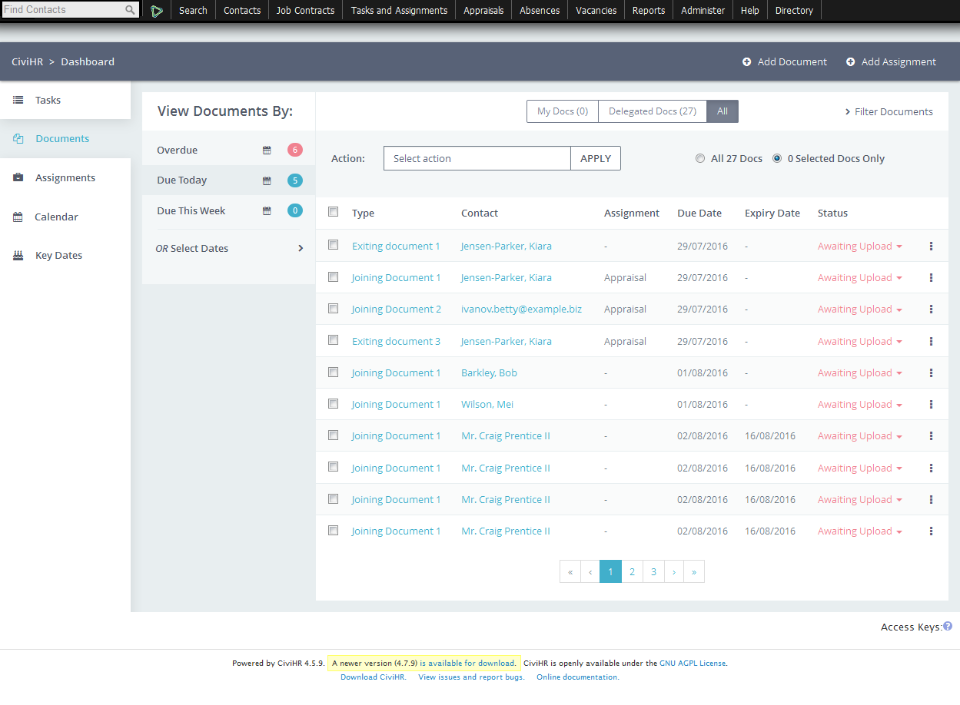 Find Contacts Search Contacts Job Contracts Tasks and Assignments Appraisals Absences Vacancies Reports Administer Help Directory
CiviHR > Dashboard Add Document Add Assignment
Tasks
Documents
Assignments
Calendar
Key Dates
View Documents By:
Overdue 6
Due Today 5
Due This Week 0
OR Select Dates
My Docs (0) Delegated Docs (27) All
Filter Documents
Action: Select action APPLY All 27 Docs 0 Selected Docs Only
Type Contact Assignment Due Date Expiry Date Status
Exiting document 1 Jensen-Parker, Kiara - 29/07/2016 - Awaiting Upload
Joining Document 1 Jensen-Parker, Kiara Appraisal 29/07/2016 - Awaiting Upload
Joining Document 2 ivanov.betty@example.biz Appraisal 29/07/2016 - Awaiting Upload
Exiting document 3 Jensen-Parker, Kiara Appraisal 29/07/2016 - Awaiting Upload
Joining Document 1 Barkley, Bob - 01/08/2016 - Awaiting Upload
Joining Document 1 Wilson, Mei - 01/08/2016 - Awaiting Upload
Joining Document 1 Mr. Craig Prentice II - 02/08/2016 16/08/2016 Awaiting Upload
Joining Document 1 Mr. Craig Prentice II - 02/08/2016 16/08/2016 Awaiting Upload
Joining Document 1 Mr. Craig Prentice II - 02/08/2016 16/08/2016 Awaiting Upload
Joining Document 1 Mr. Craig Prentice II - 02/08/2016 16/08/2016 Awaiting Upload
« ‹ 1 2 3 › »
Access Keys:?
Powered by CiviHR 4.5.9. A newer version (4.7.9) is available for download. CiviHR is openly available under the GNU AGPL License.
Download CiviHR. View issues and report bugs. Online documentation.